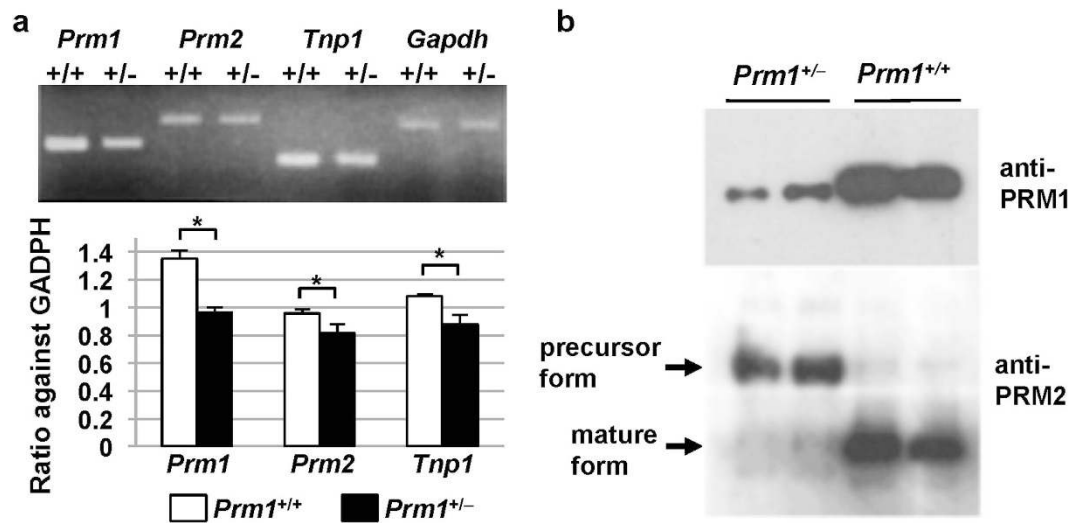 a
Prm1 Prm2 Tnp1 Gapdh
+/+ +/- +/+ +/- +/+ +/- +/+ +/-
Ratio against GADPH
1.4
1.2
1
0.8
0.6
0.4
0.2
0
* * *
Prm1 Prm2 Tnp1
Prm1+/+ Prm1+/–
b
Prm1+/– Prm1+/+
anti-
PRM1
precursor
form
mature
form
anti-
PRM2